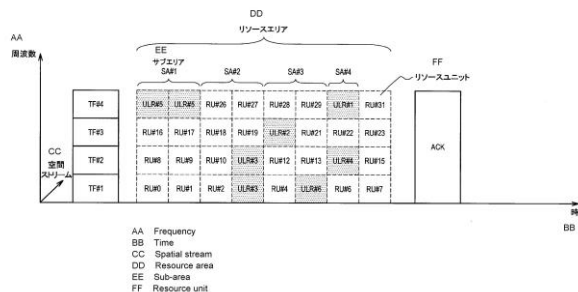 DD
リソースエリア
AA
周波数
EE
サブエリア
SA#1 SA#2 SA#3 SA#4
FF
リソースユニット
TF#4 ULR#5 ULR#5 RU#26 RU#27 RU#28 RU#29 ULR#1 RU#31
TF#3 RU#16 RU#17 RU#18 RU#19 ULR#2 RU#21 RU#22 RU#23
CC
空間
ストリーム
TF#2 RU#8 RU#9 RU#10 ULR#3 RU#12 RU#13 ULR#4 RU#15
ACK
TF#1 RU#0 RU#1 RU#2 ULR#3 RU#4 ULR#6 RU#6 RU#7
BB
AA Frequency
BB Time
CC Spatial stream
DD Resource area
EE Sub-area
FF Resource unit